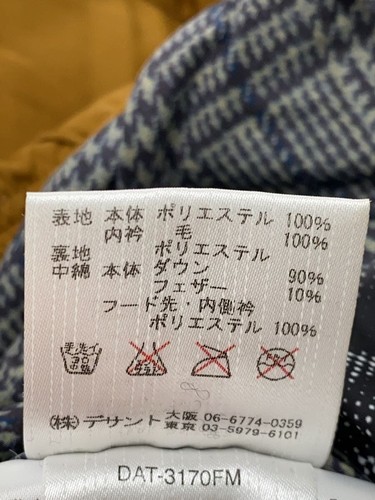 表地 本体 ポリエステル 100%
内衿 毛 100%
裏地 ポリエステル
中綿 本体 ダウン 90%
フェザー 10%
フード先・内側衿
ポリエステル 100%
手洗イ
(株) デサント 大阪 06-6774-0359
東京 03-5979-6101
DAT-3170FM